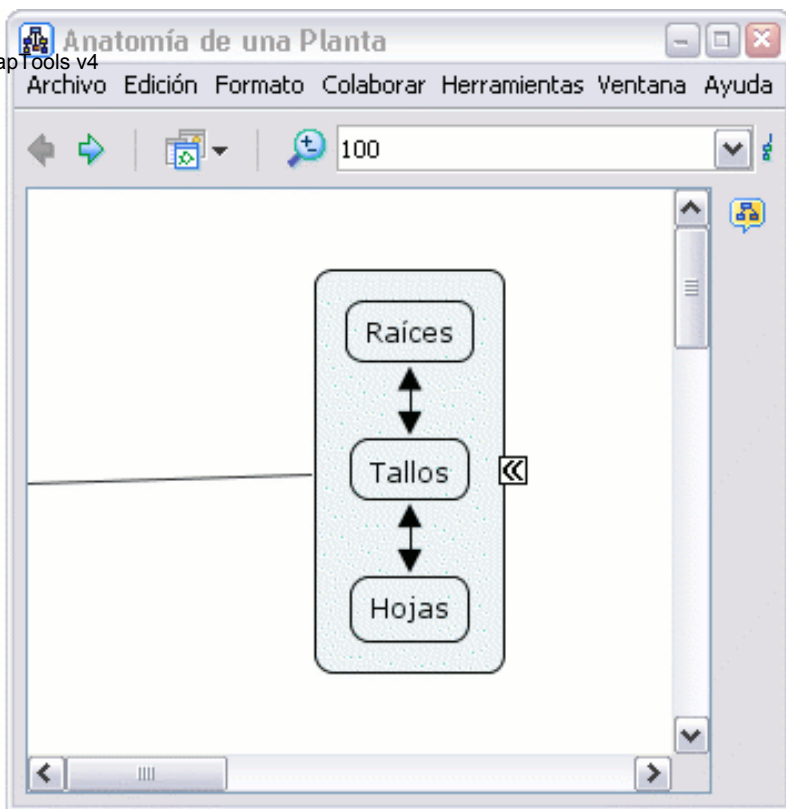 Anatomía de una Planta
apTools v4
Archivo Edición Formato Colaborar Herramientas Ventana Ayuda
100
Raíces
Tallos
Hojas